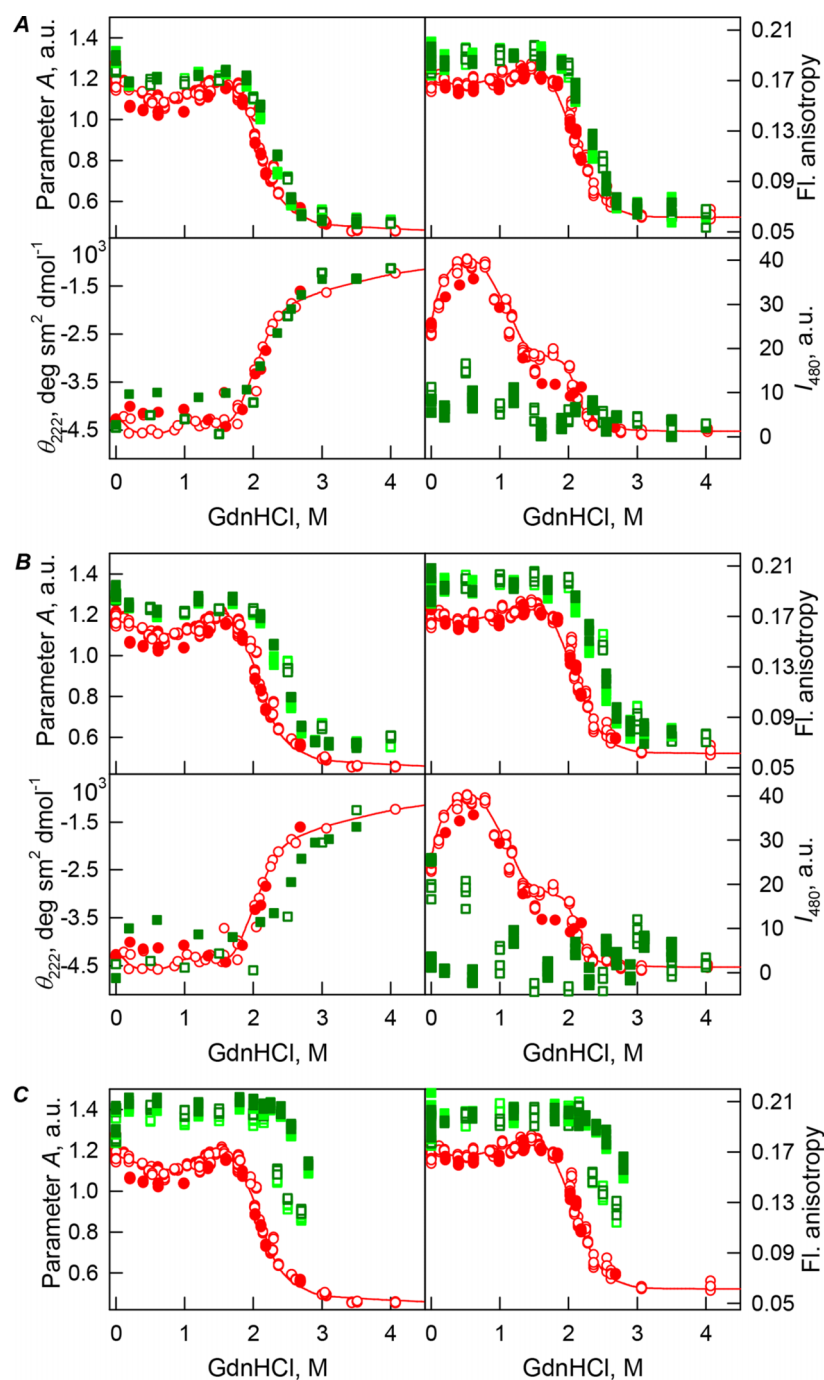 A
Parameter A, a.u.
1.4
1.2
1.0
0.8
0.6
0.21
0.17
0.13
0.09
0.05
Fl. anisotropy
θ222, deg sm² dmol⁻¹
10³
-1.5
-2.5
-3.5
-4.5
40
30
20
10
0
I480, a.u.
0 1 2 3 4 0 1 2 3 4
GdnHCl, M GdnHCl, M
B
Parameter A, a.u.
1.4
1.2
1.0
0.8
0.6
0.21
0.17
0.13
0.09
0.05
Fl. anisotropy
θ222, deg sm² dmol⁻¹
10³
-1.5
-2.5
-3.5
-4.5
40
30
20
10
0
I480, a.u.
0 1 2 3 4 0 1 2 3 4
GdnHCl, M GdnHCl, M
C
Parameter A, a.u.
1.4
1.2
1.0
0.8
0.6
0.21
0.17
0.13
0.09
0.05
Fl. anisotropy
0 1 2 3 4 0 1 2 3 4
GdnHCl, M GdnHCl, M